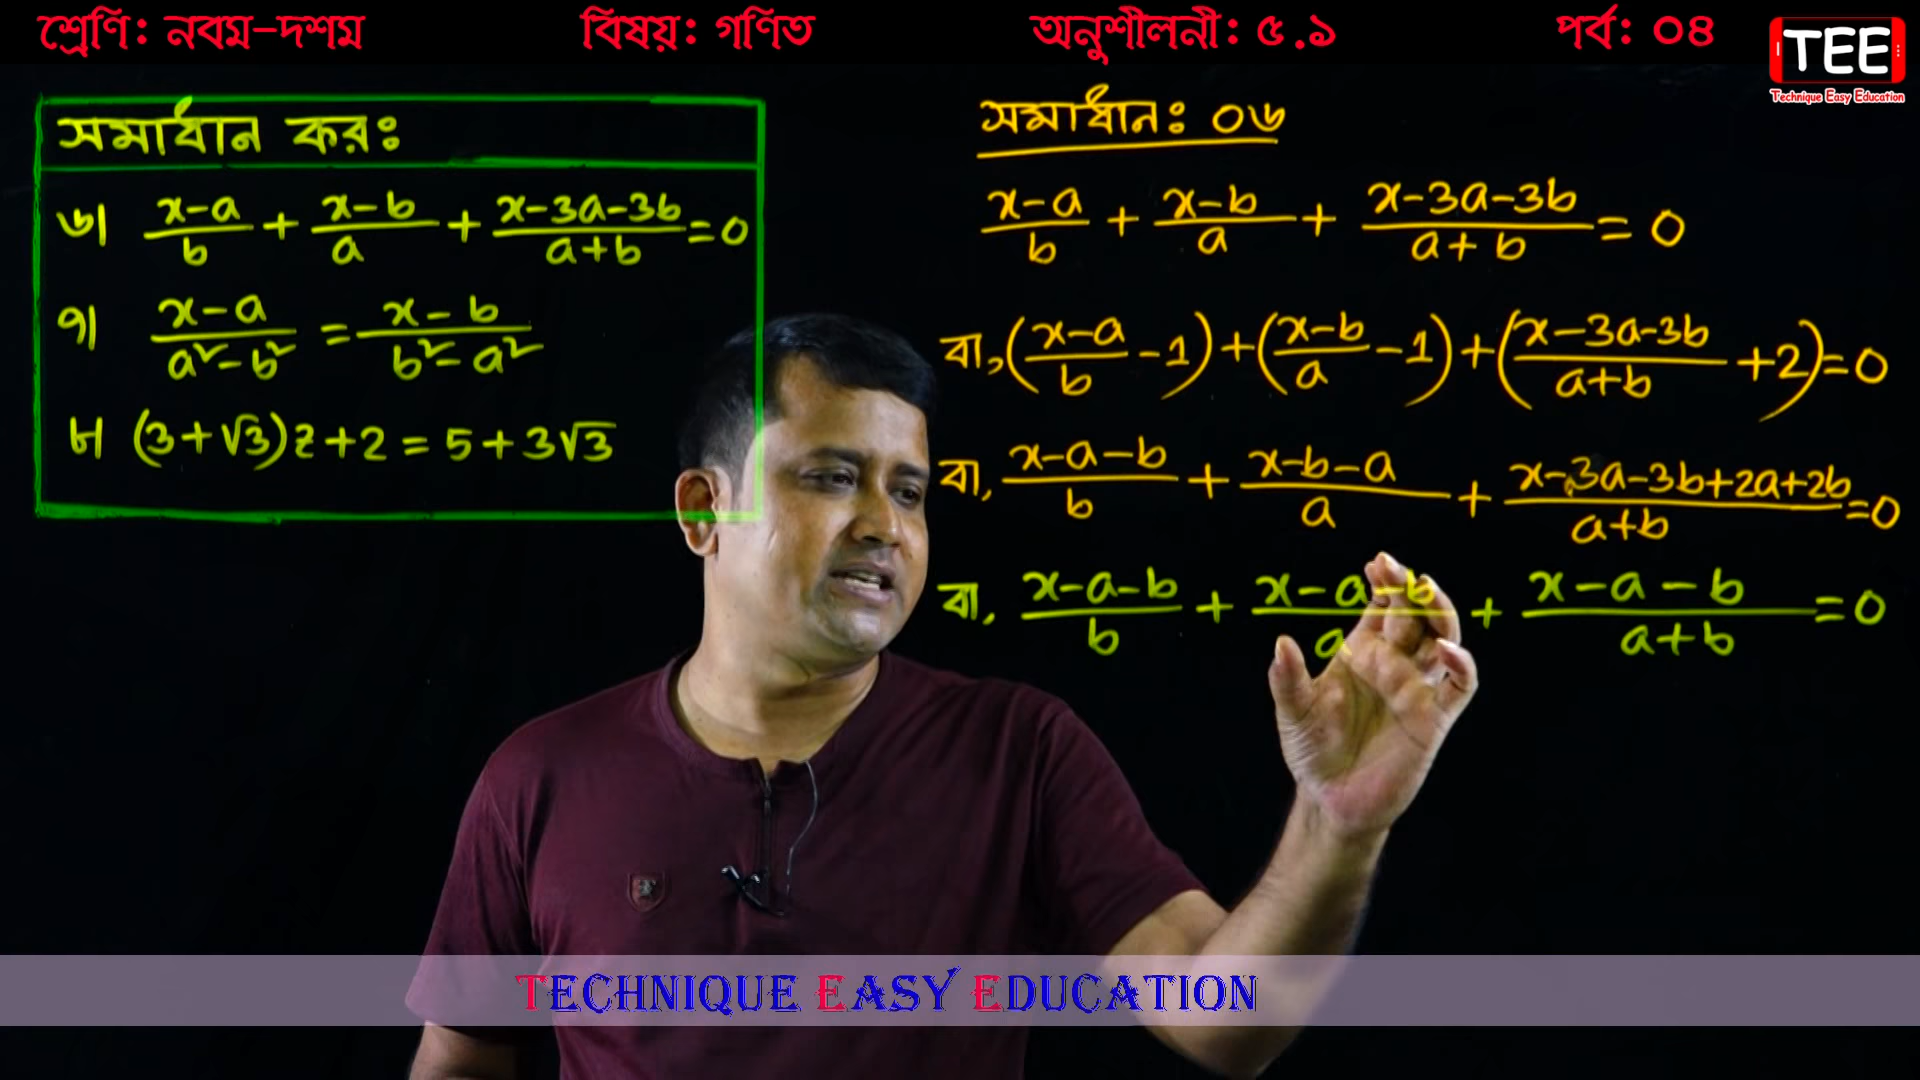 শ্রেণি: নবম-দশম বিষয়: গণিত অনুশীলনী: ৫.১ পর্ব: ০৪
TEE
Technique Easy Education
সমাধান কর:
৬। (x-a)/b + (x-b)/a + (x-3a-3b)/(a+b) = 0
৭। (x-a)/(a²-b²) = (x-b)/(b²-a²)
৮। (3+√3)z+2 = 5+3√3
সমাধান: ০৬
(x-a)/b + (x-b)/a + (x-3a-3b)/(a+b) = 0
বা, ((x-a)/b - 1) + ((x-b)/a - 1) + ((x-3a-3b)/(a+b) + 2) = 0
বা, (x-a-b)/b + (x-b-a)/a + (x-3a-3b+2a+2b)/(a+b) = 0
বা, (x-a-b)/b + (x-a-b)/a + (x-a-b)/(a+b) = 0
TECHNIQUE EASY EDUCATION